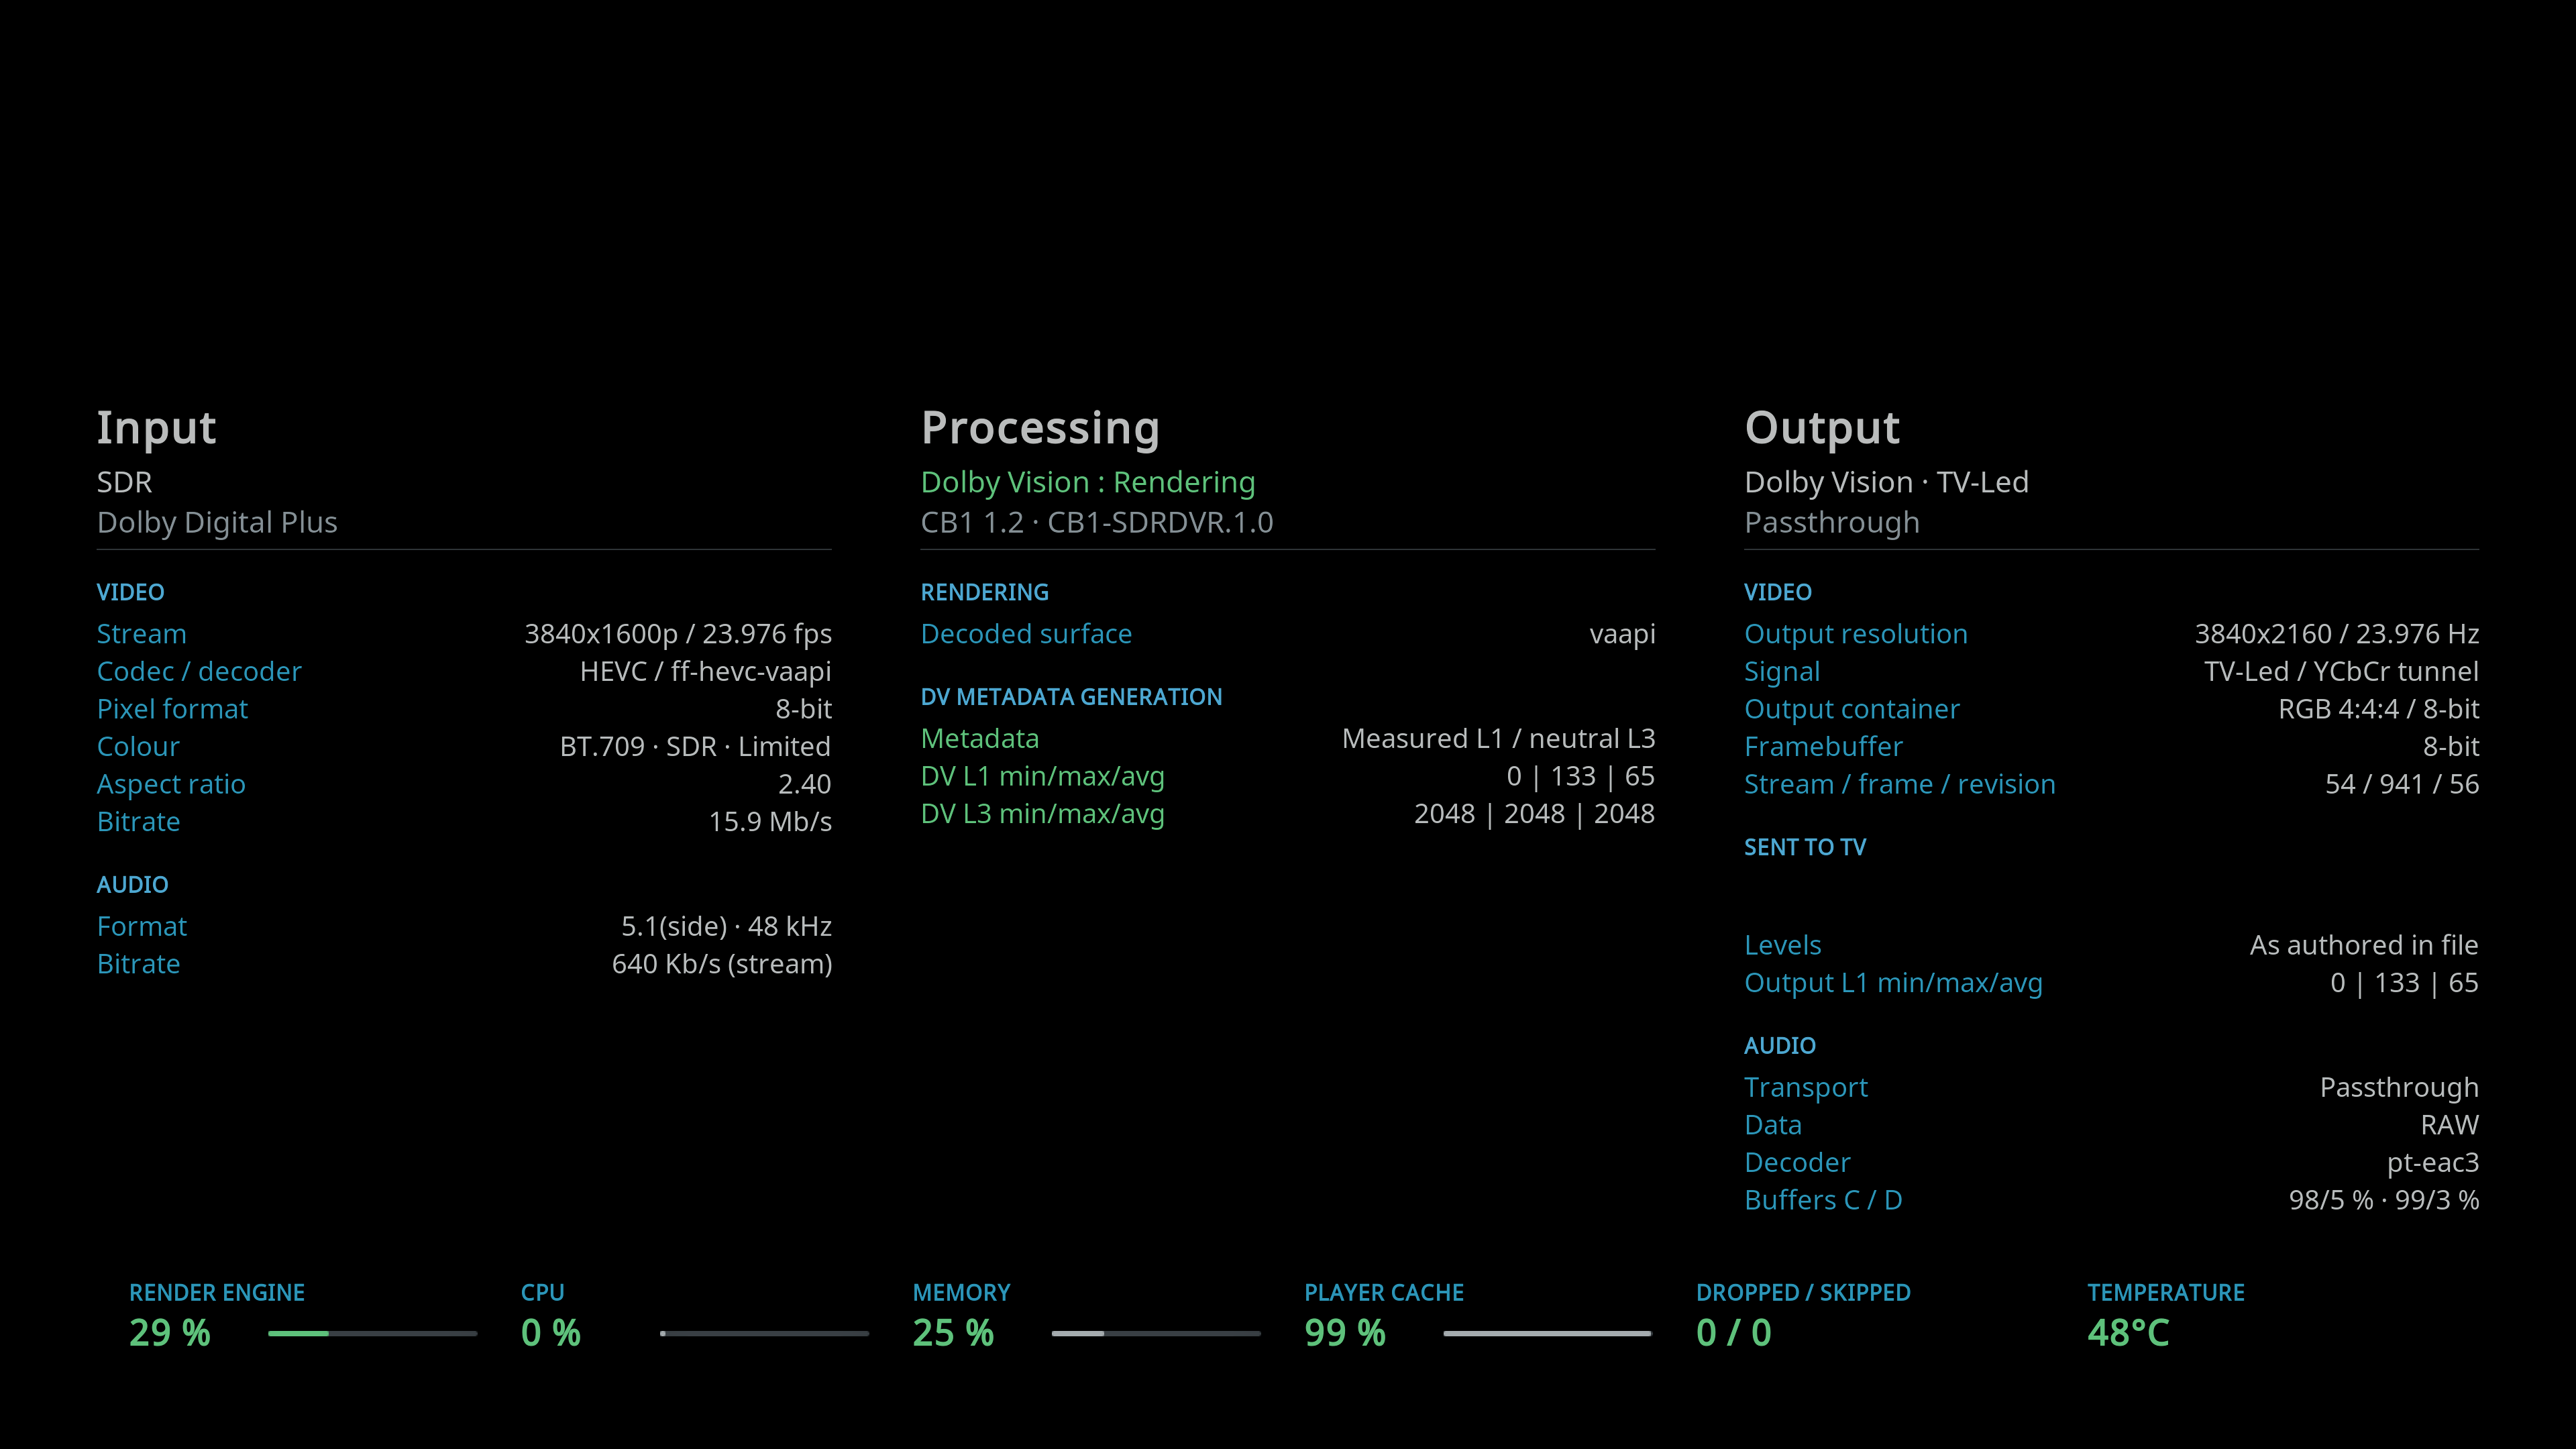 Input
SDR
Dolby Digital Plus
VIDEO
Stream 3840x1600p / 23.976 fps
Codec / decoder HEVC / ff-hevc-vaapi
Pixel format 8-bit
Colour BT.709 · SDR · Limited
Aspect ratio 2.40
Bitrate 15.9 Mb/s
AUDIO
Format 5.1(side) · 48 kHz
Bitrate 640 Kb/s (stream)
Processing
Dolby Vision : Rendering
CB1 1.2 · CB1-SDRDVR.1.0
RENDERING
Decoded surface vaapi
DV METADATA GENERATION
Metadata Measured L1 / neutral L3
DV L1 min/max/avg 0 | 133 | 65
DV L3 min/max/avg 2048 | 2048 | 2048
Output
Dolby Vision · TV-Led
Passthrough
VIDEO
Output resolution 3840x2160 / 23.976 Hz
Signal TV-Led / YCbCr tunnel
Output container RGB 4:4:4 / 8-bit
Framebuffer 8-bit
Stream / frame / revision 54 / 941 / 56
SENT TO TV
Levels As authored in file
Output L1 min/max/avg 0 | 133 | 65
AUDIO
Transport Passthrough
Data RAW
Decoder pt-eac3
Buffers C / D 98/5 % · 99/3 %
RENDER ENGINE CPU MEMORY PLAYER CACHE DROPPED / SKIPPED TEMPERATURE
29 % 0 % 25 % 99 % 0 / 0 48°C